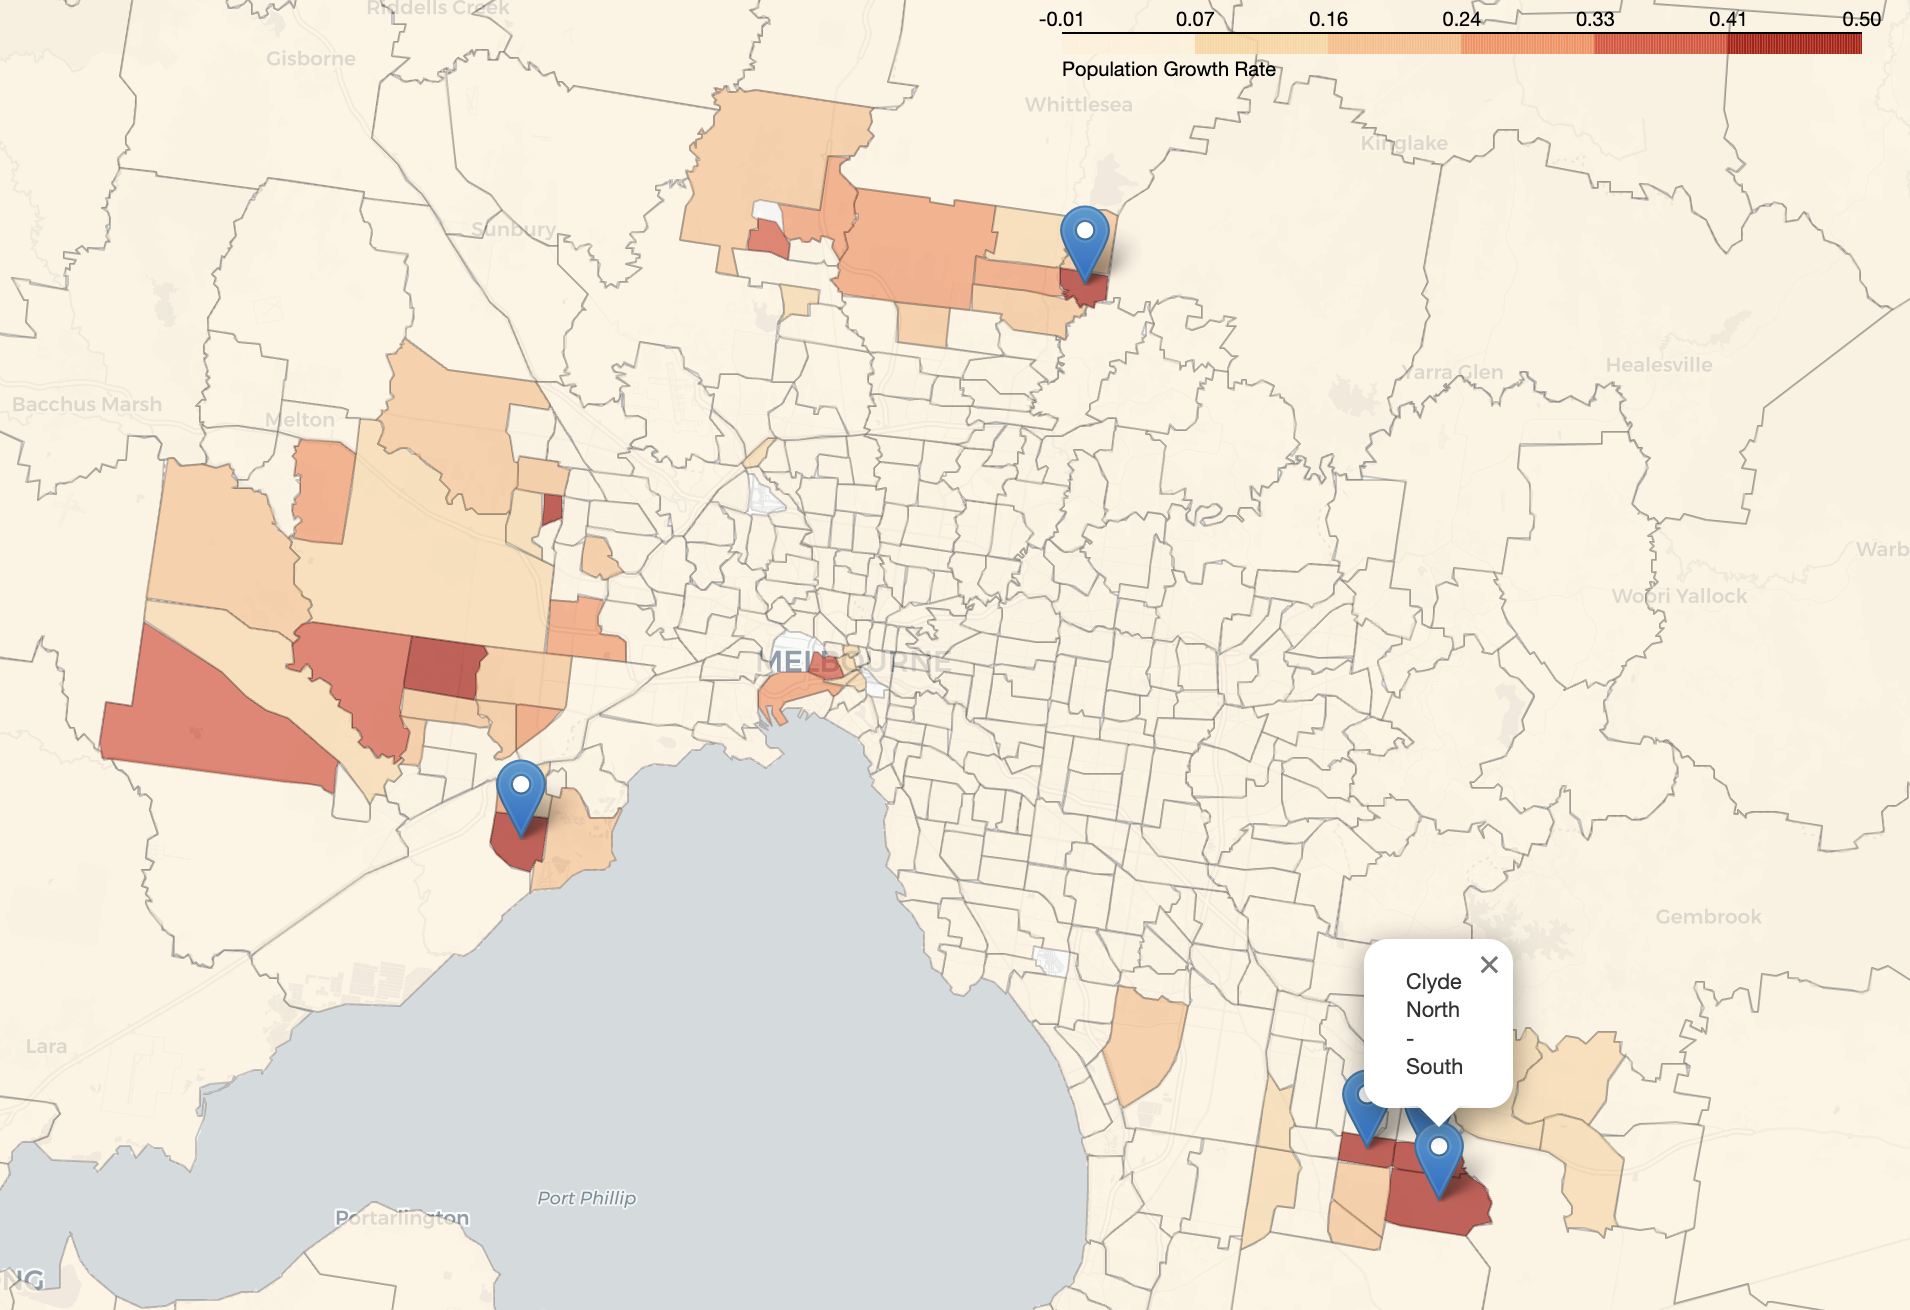 Riddells Creek
-0.01 0.07 0.16 0.24 0.33 0.41 0.50
Population Growth Rate
Gisborne
Whittlesea
Kinglake
Sunbury
Healesville
Yarra Glen
Bacchus Marsh
Melton
Warb
Woori Yallock
MELBOURNE
Gembrook
Clyde
North
-
South
Lara
Port Phillip
Portarlington
NG